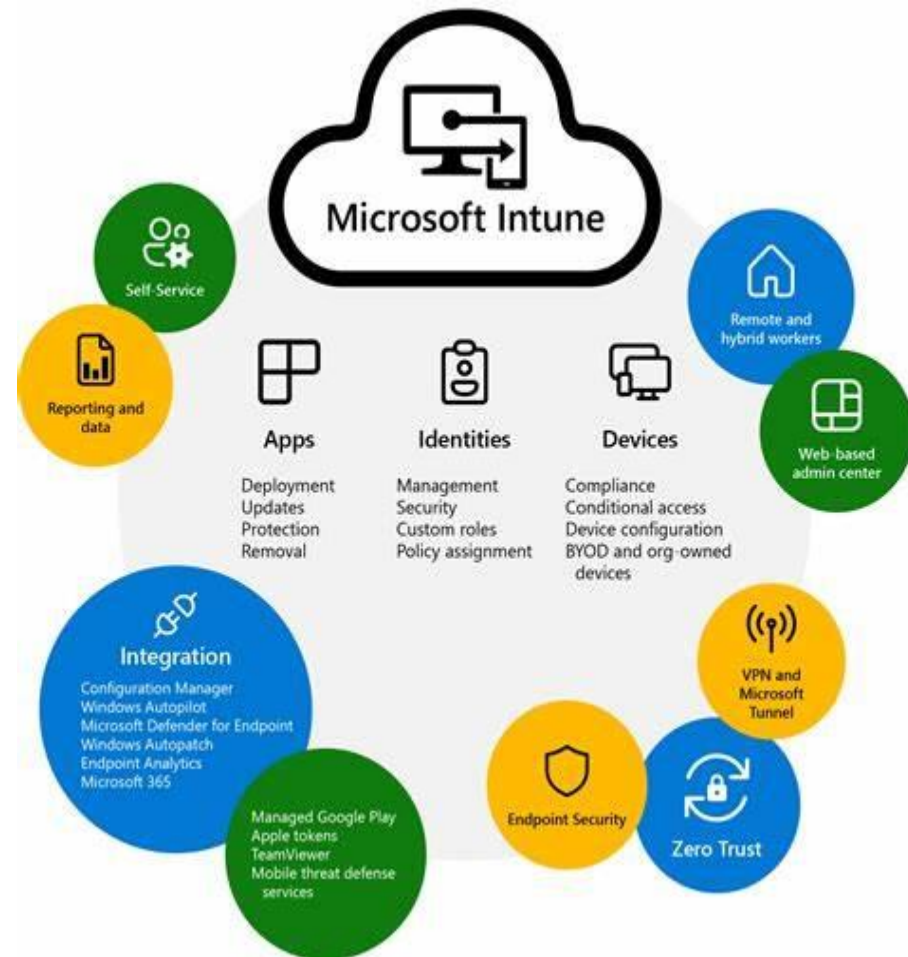 Microsoft Intune
Self-Service
Reporting and
data
Remote and
hybrid workers
Web-based
admin center
Apps
Deployment
Updates
Protection
Removal
Identities
Management
Security
Custom roles
Policy assignment
Devices
Compliance
Conditional access
Device configuration
BYOD and org-owned
devices
Integration
Configuration Manager
Windows Autopilot
Microsoft Defender for Endpoint
Windows Autopatch
Endpoint Analytics
Microsoft 365
Managed Google Play
Apple tokens
TeamViewer
Mobile threat defense
services
Endpoint Security
VPN and
Microsoft
Tunnel
Zero Trust